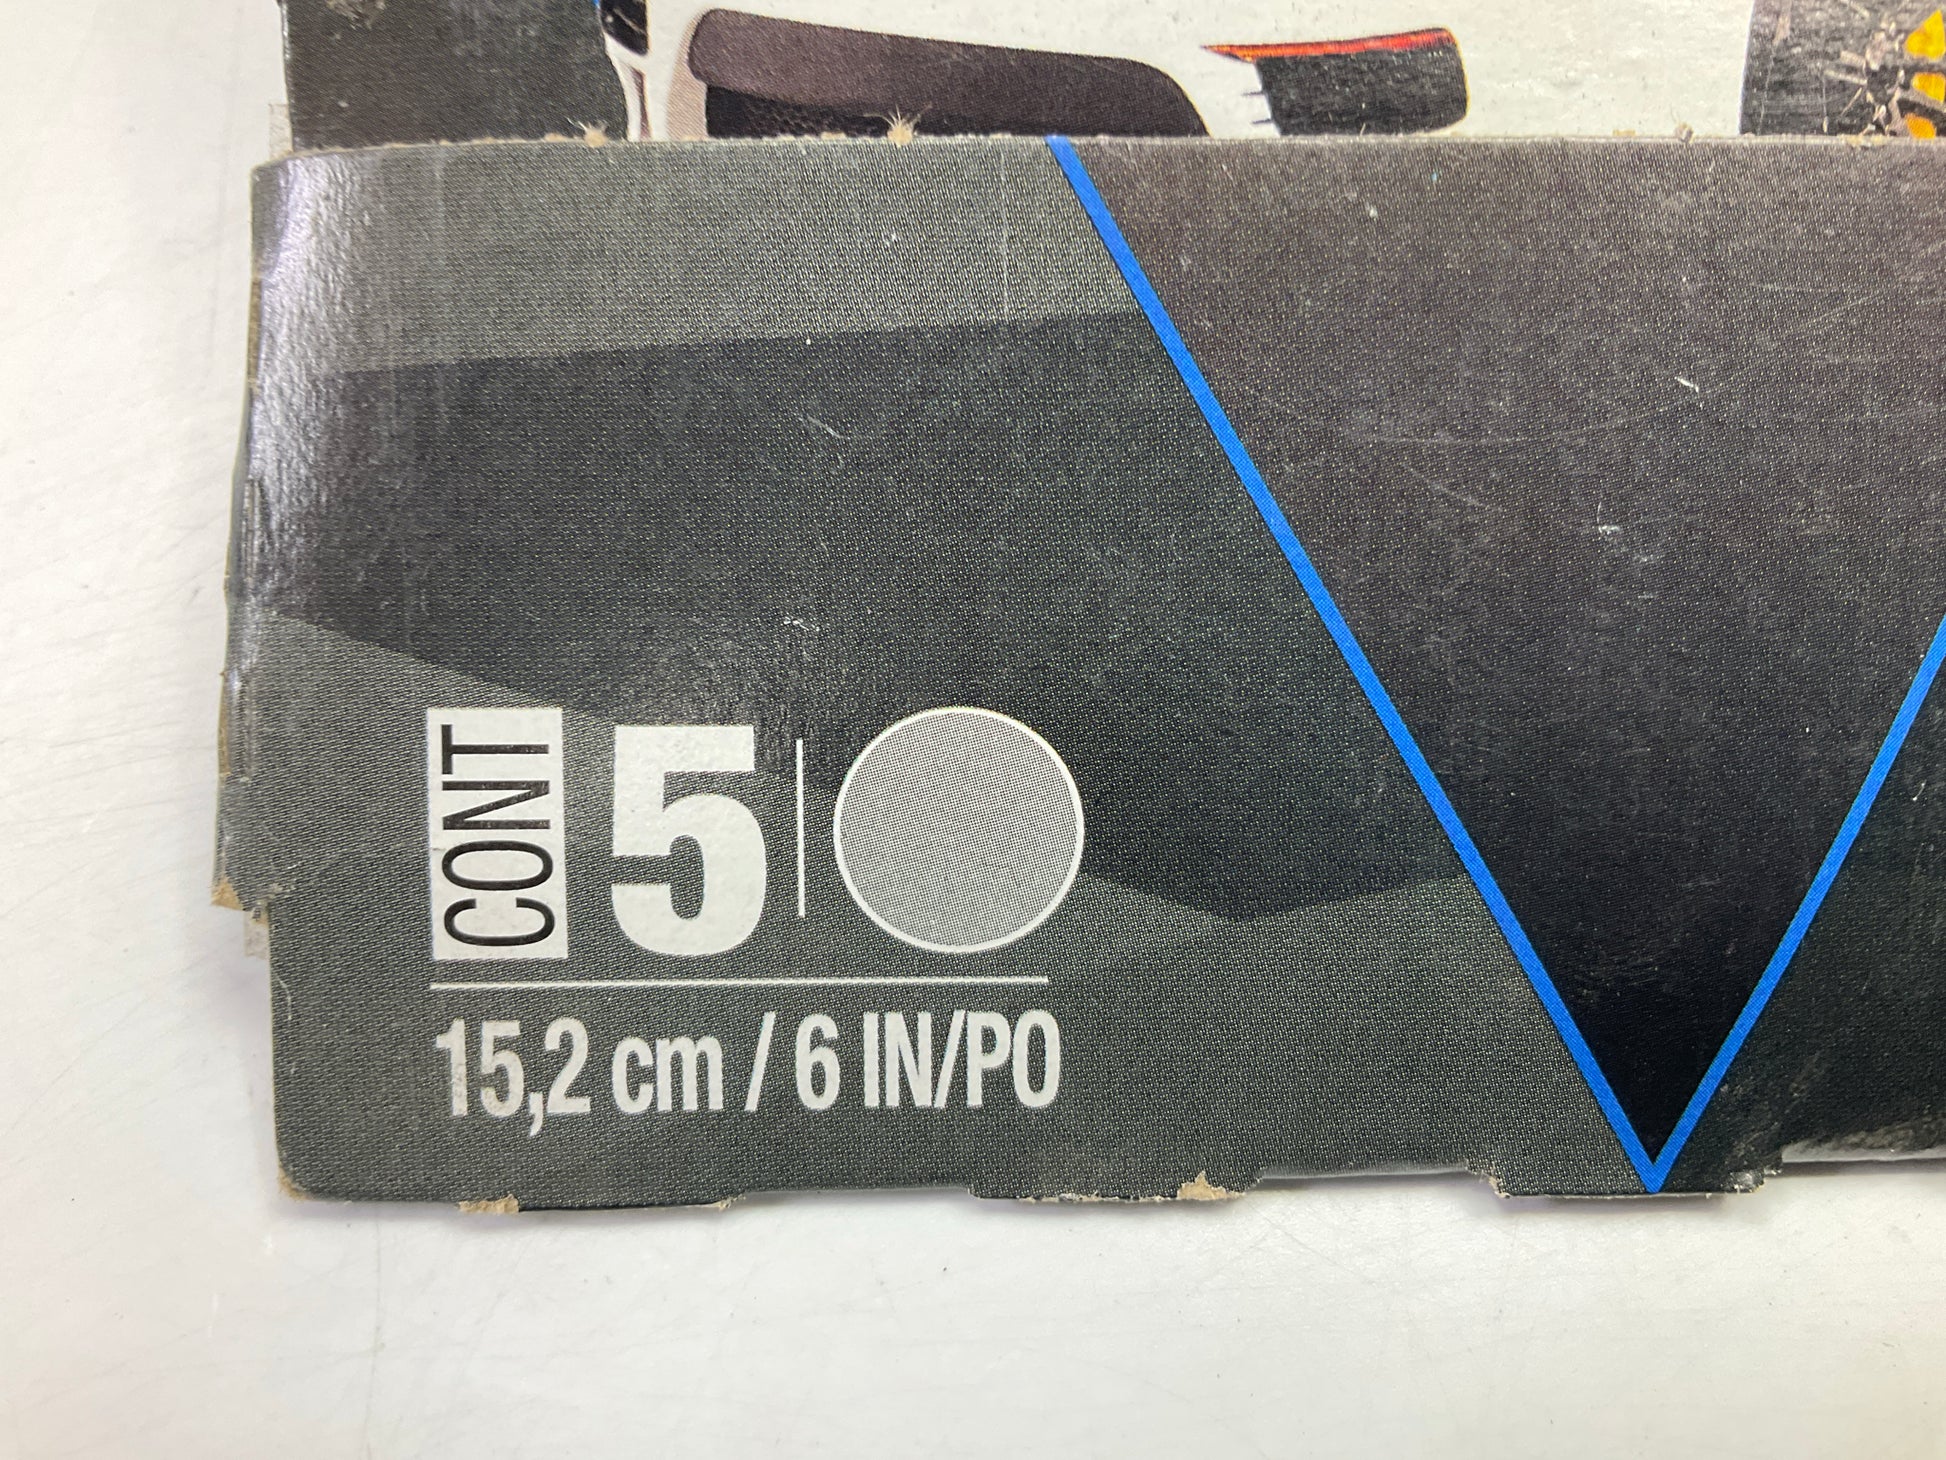 CONT 5
15,2 cm / 6 IN/PO